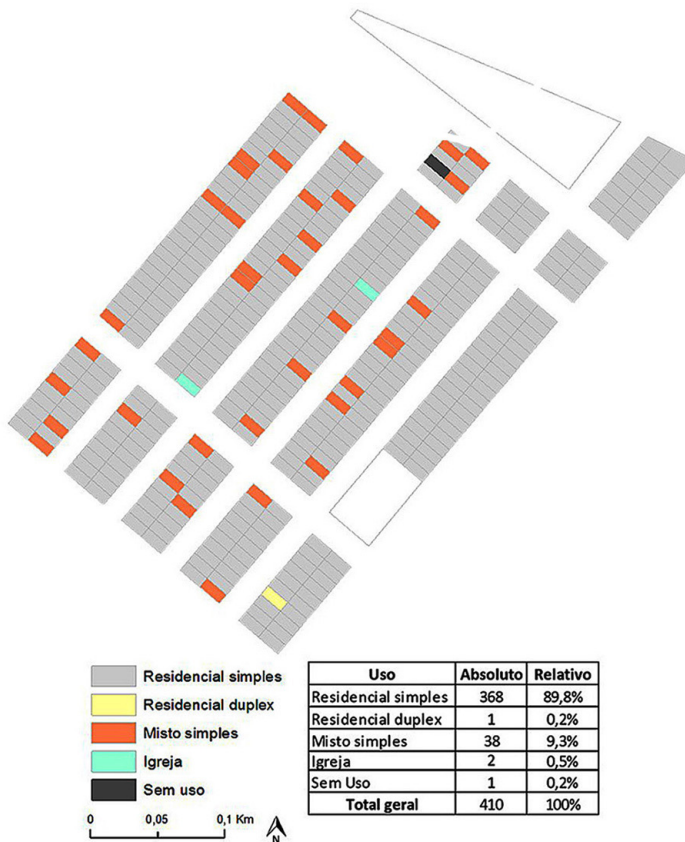 Residencial simples
Residencial duplex
Misto simples
Igreja
Sem uso
0 0,05 0,1 Km
N
Uso Absoluto Relativo
Residencial simples 368 89,8%
Residencial duplex 1 0,2%
Misto simples 38 9,3%
Igreja 2 0,5%
Sem Uso 1 0,2%
Total geral 410 100%